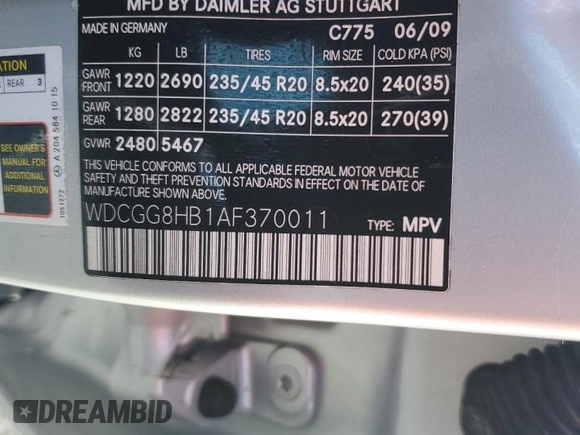 MFD BY DAIMLER AG STUTTGART
MADE IN GERMANY C775 06/09
KG LB TIRES RIM SIZE COLD KPA (PSI)
GAWR FRONT 1220 2690 235/45 R20 8.5x20 240(35)
GAWR REAR 1280 2822 235/45 R20 8.5x20 270(39)
GVWR 2480 5467
THIS VEHICLE CONFORMS TO ALL APPLICABLE FEDERAL MOTOR VEHICLE
SAFETY AND THEFT PREVENTION STANDARDS IN EFFECT ON THE DATE OF
MANUFACTURE SHOWN ABOVE.
WDCGG8HB1AF370011 TYPE: MPV
REAR 3
SEE OWNER'S
MANUAL FOR
ADDITIONAL
INFORMATION
A 204 584 10 15
DREAMBID